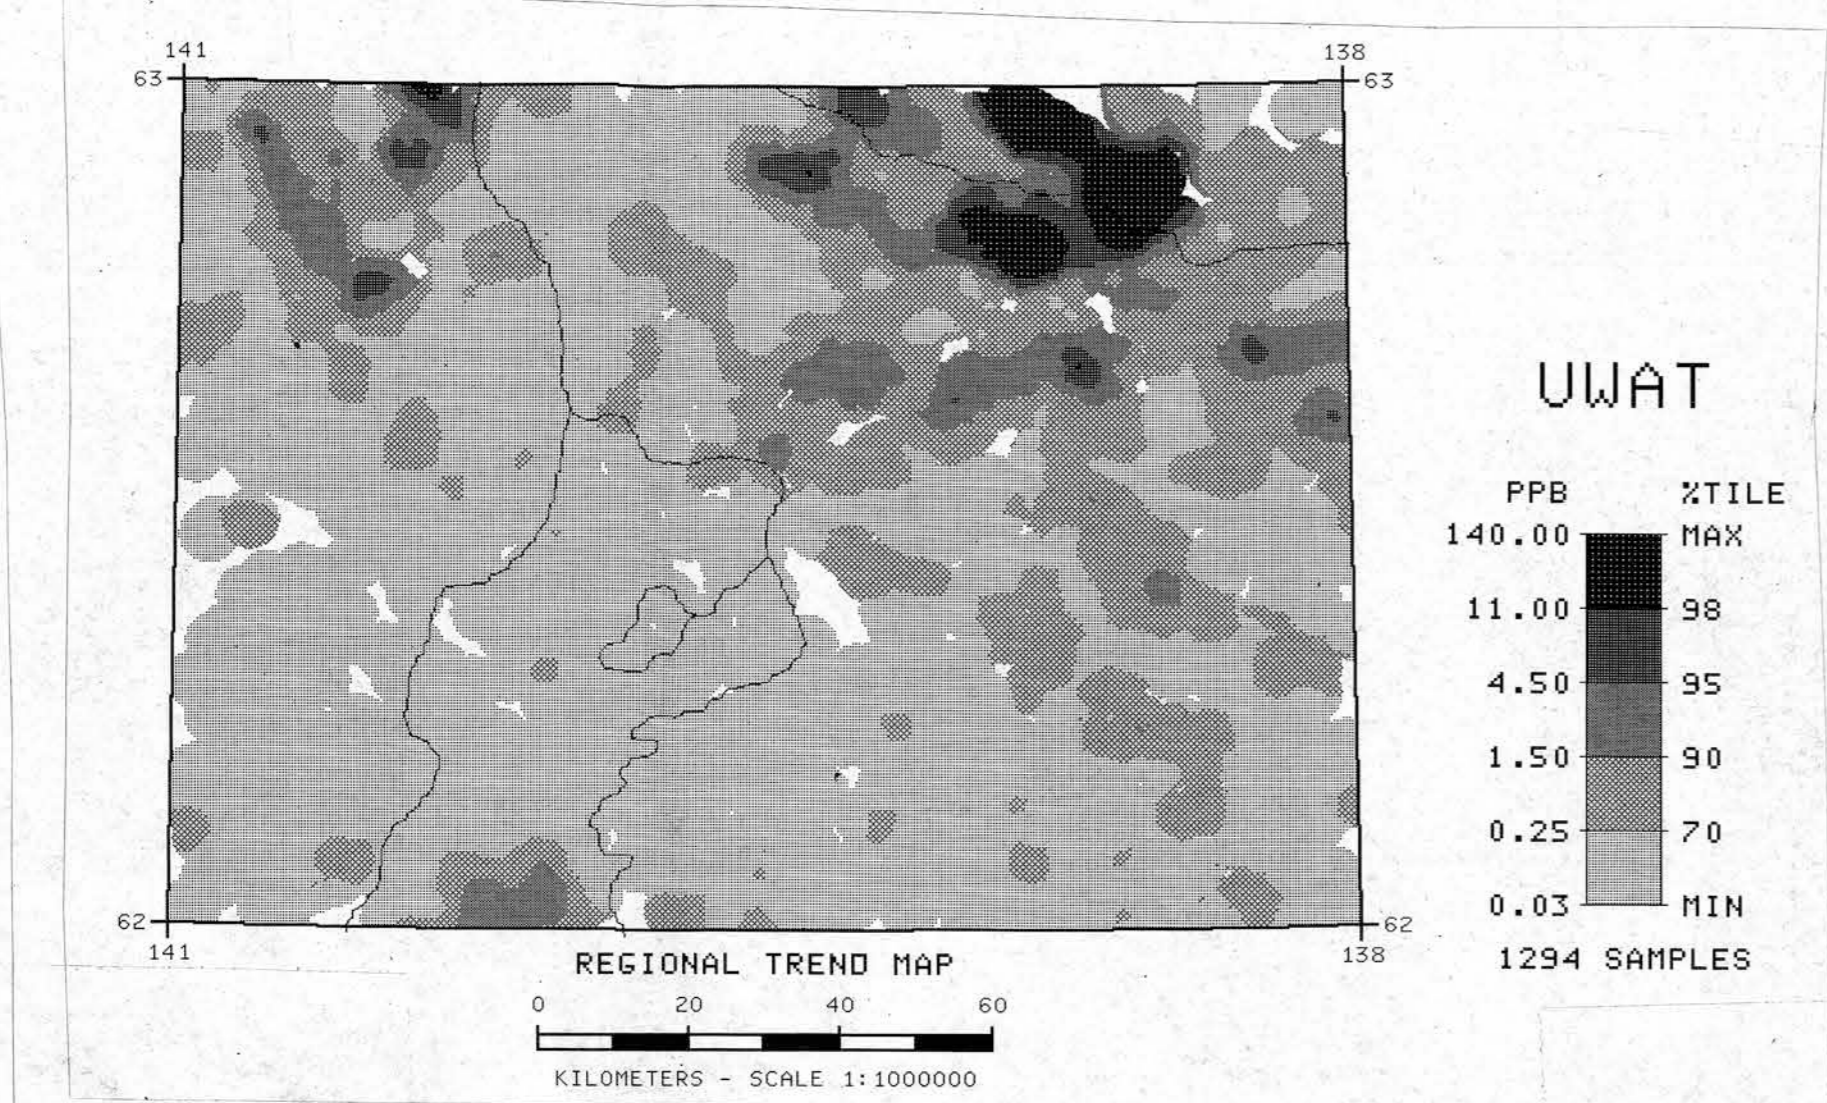 141 138
63 63
UWAT
PPB %TILE
140.00 MAX
11.00 98
4.50 95
1.50 90
0.25 70
0.03 MIN
1294 SAMPLES
62 62
141 138
REGIONAL TREND MAP
0 20 40 60
KILOMETERS - SCALE 1:1000000